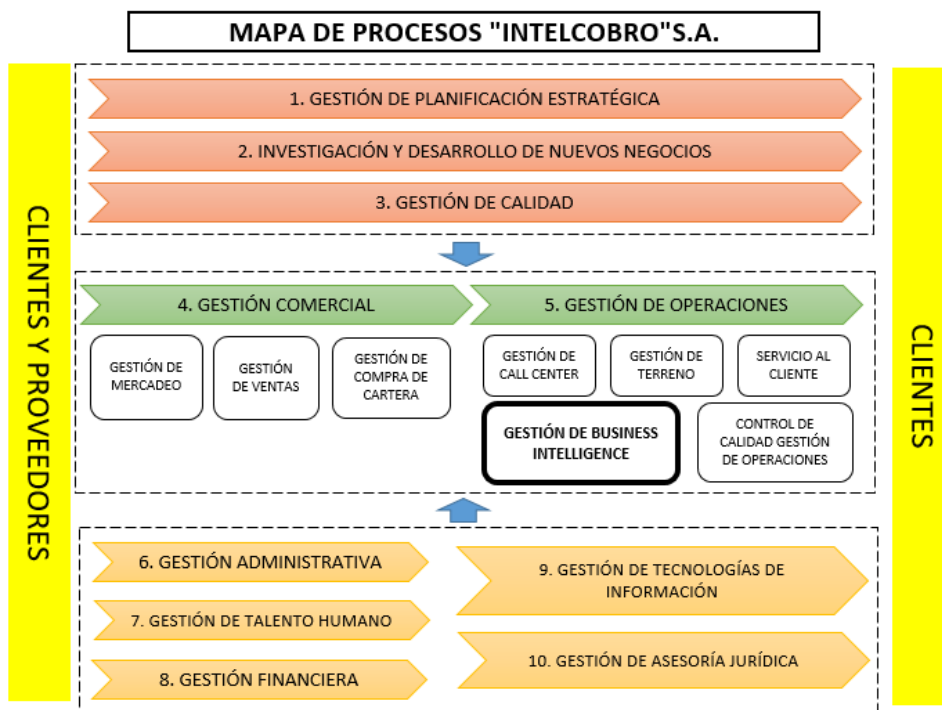 MAPA DE PROCESOS "INTELCOBRO"S.A.
CLIENTES Y PROVEEDORES
1. GESTIÓN DE PLANIFICACIÓN ESTRATÉGICA
2. INVESTIGACIÓN Y DESARROLLO DE NUEVOS NEGOCIOS
3. GESTIÓN DE CALIDAD
4. GESTIÓN COMERCIAL
GESTIÓN DE
MERCADEO
GESTIÓN
DE VENTAS
GESTIÓN DE
COMPRA DE
CARTERA
5. GESTIÓN DE OPERACIONES
GESTIÓN DE
CALL CENTER
GESTIÓN DE
TERRENO
SERVICIO AL
CLIENTE
GESTIÓN DE BUSINESS
INTELLIGENCE
CONTROL DE
CALIDAD GESTIÓN
DE OPERACIONES
6. GESTIÓN ADMINISTRATIVA
7. GESTIÓN DE TALENTO HUMANO
8. GESTIÓN FINANCIERA
9. GESTIÓN DE TECNOLOGÍAS DE
INFORMACIÓN
10. GESTIÓN DE ASESORÍA JURÍDICA
CLIENTES